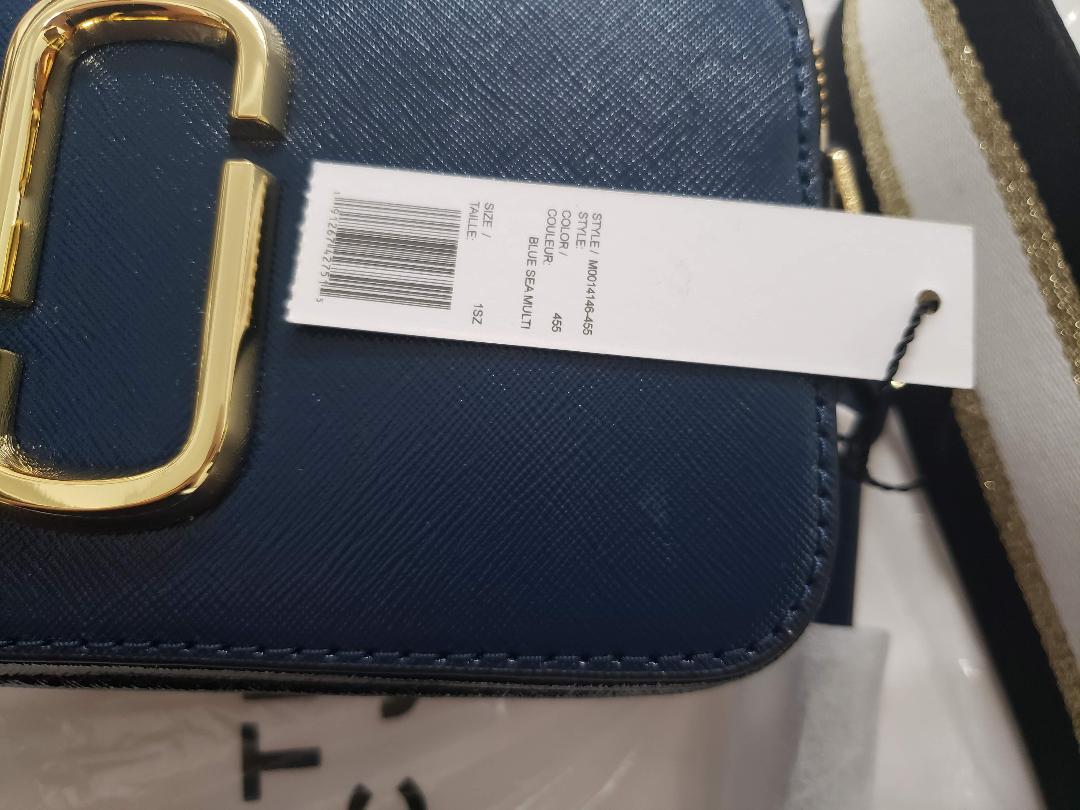 STYLE / M0014146-455
STYLE:
COLOR / 455
COULEUR:
BLUE SEA MULTI
SIZE / 1SZ
TAILLE: